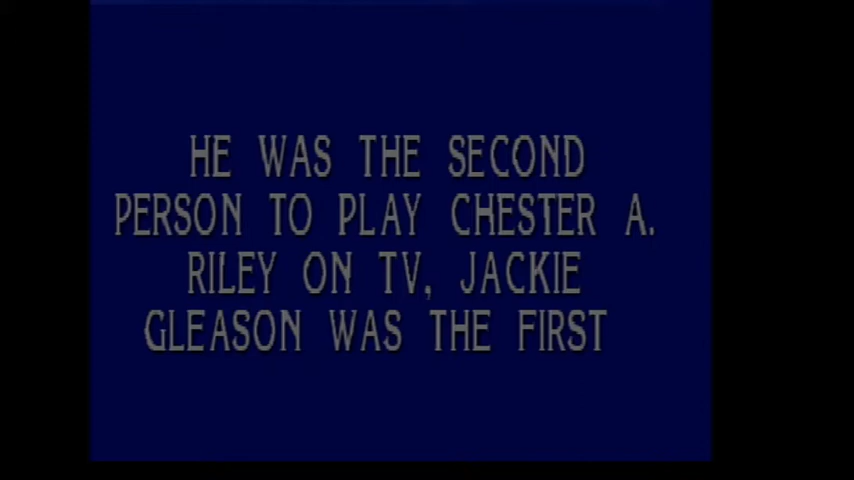 HE WAS THE SECOND
PERSON TO PLAY CHESTER A.
RILEY ON TV, JACKIE
GLEASON WAS THE FIRST